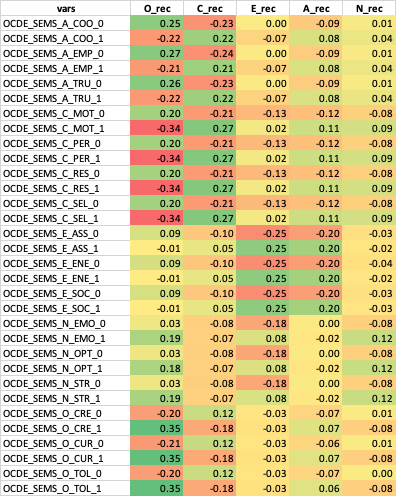 vars O_rec C_rec E_rec A_rec N_rec
OCDE_SEMS_A_COO_0 0.25 -0.23 0.00 -0.09 0.01
OCDE_SEMS_A_COO_1 -0.22 0.22 -0.07 0.08 0.04
OCDE_SEMS_A_EMP_0 0.27 -0.24 0.00 -0.09 0.01
OCDE_SEMS_A_EMP_1 -0.21 0.21 -0.07 0.08 0.04
OCDE_SEMS_A_TRU_0 0.26 -0.23 0.00 -0.09 0.01
OCDE_SEMS_A_TRU_1 -0.22 0.22 -0.07 0.08 0.04
OCDE_SEMS_C_MOT_0 0.20 -0.21 -0.13 -0.12 -0.08
OCDE_SEMS_C_MOT_1 -0.34 0.27 0.02 0.11 0.09
OCDE_SEMS_C_PER_0 0.20 -0.21 -0.13 -0.12 -0.08
OCDE_SEMS_C_PER_1 -0.34 0.27 0.02 0.11 0.09
OCDE_SEMS_C_RES_0 0.20 -0.21 -0.13 -0.12 -0.08
OCDE_SEMS_C_RES_1 -0.34 0.27 0.02 0.11 0.09
OCDE_SEMS_C_SEL_0 0.20 -0.21 -0.13 -0.12 -0.08
OCDE_SEMS_C_SEL_1 -0.34 0.27 0.02 0.11 0.09
OCDE_SEMS_E_ASS_0 0.09 -0.10 -0.25 -0.20 -0.03
OCDE_SEMS_E_ASS_1 -0.01 0.05 0.25 0.20 -0.02
OCDE_SEMS_E_ENE_0 0.09 -0.10 -0.25 -0.20 -0.04
OCDE_SEMS_E_ENE_1 -0.01 0.05 0.25 0.20 -0.02
OCDE_SEMS_E_SOC_0 0.09 -0.10 -0.25 -0.20 -0.03
OCDE_SEMS_E_SOC_1 -0.01 0.05 0.25 0.20 -0.02
OCDE_SEMS_N_EMO_0 0.03 -0.08 -0.18 0.00 -0.08
OCDE_SEMS_N_EMO_1 0.19 -0.07 0.08 -0.02 0.12
OCDE_SEMS_N_OPT_0 0.03 -0.08 -0.18 0.00 -0.08
OCDE_SEMS_N_OPT_1 0.18 -0.07 0.08 -0.02 0.12
OCDE_SEMS_N_STR_0 0.03 -0.08 -0.18 0.00 -0.08
OCDE_SEMS_N_STR_1 0.19 -0.07 0.08 -0.02 0.12
OCDE_SEMS_O_CRE_0 -0.20 0.12 -0.03 -0.07 0.01
OCDE_SEMS_O_CRE_1 0.35 -0.18 -0.03 0.07 -0.08
OCDE_SEMS_O_CUR_0 -0.21 0.12 -0.03 -0.06 0.01
OCDE_SEMS_O_CUR_1 0.35 -0.18 -0.03 0.07 -0.08
OCDE_SEMS_O_TOL_0 -0.20 0.12 -0.03 -0.07 0.01
OCDE_SEMS_O_TOL_1 0.35 -0.18 -0.03 0.06 -0.08